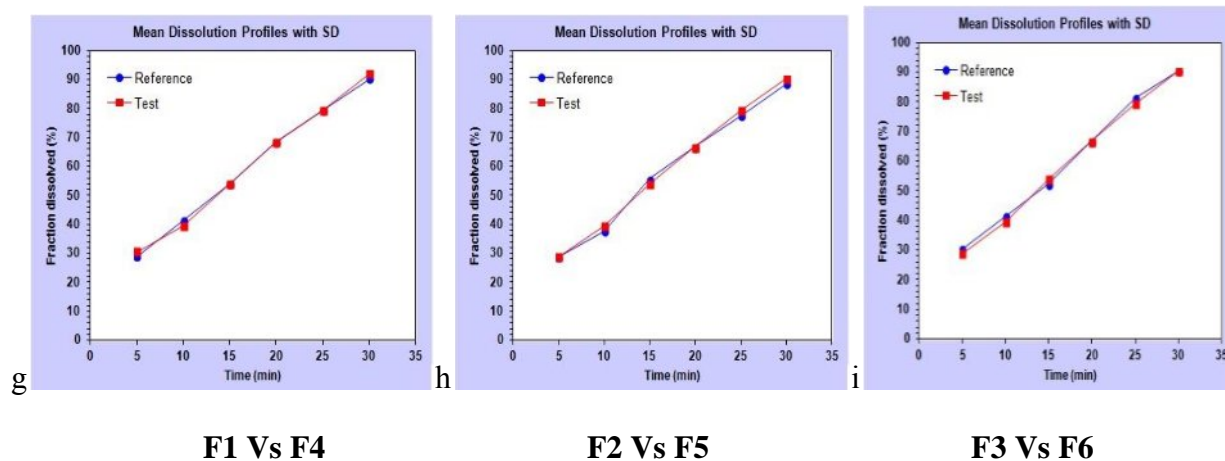 Mean Dissolution Profiles with SD
100
90
80
70
60
50
40
30
20
10
0
Fraction dissolved (%)
Reference
Test
0 5 10 15 20 25 30 35
Time (min)
g
Mean Dissolution Profiles with SD
100
90
80
70
60
50
40
30
20
10
0
Fraction dissolved (%)
Reference
Test
0 5 10 15 20 25 30 35
Time (min)
h
Mean Dissolution Profiles with SD
100
90
80
70
60
50
40
30
20
10
0
Fraction dissolved (%)
Reference
Test
0 5 10 15 20 25 30 35
Time (min)
i
F1 Vs F4
F2 Vs F5
F3 Vs F6